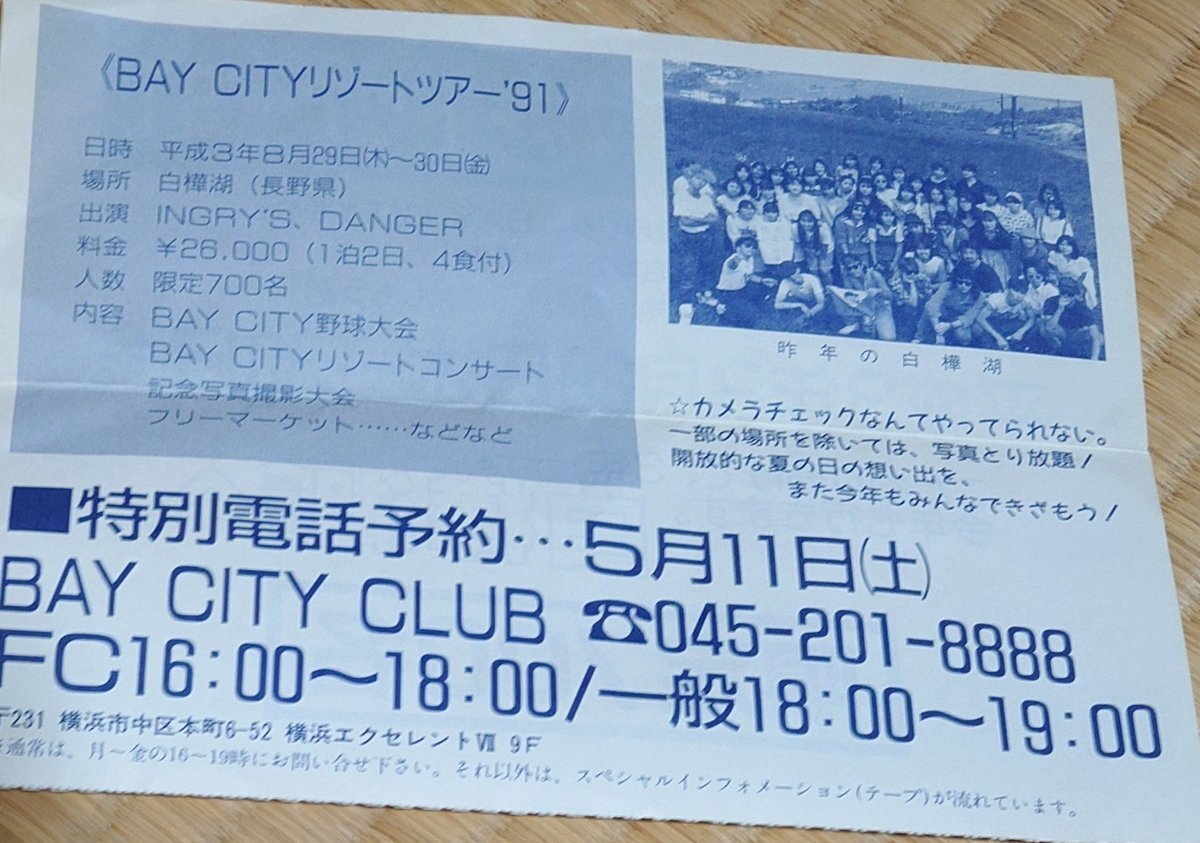 《BAY CITYリゾートツアー'91》
日時 平成3年8月29日(木)〜30日(金)
場所 白樺湖（長野県）
出演 INGRY'S、DANGER
料金 ¥26,000（1泊2日、4食付）
人数 限定700名
内容 BAY CITY野球大会
BAY CITYリゾートコンサート
記念写真撮影大会
フリーマーケット……などなど
昨年の白樺湖
☆カメラチェックなんてやってられない。
一部の場所を除いては、写真とり放題！
開放的な夏の日の想い出を、
また今年もみんなできざもう！
■特別電話予約…5月11日(土)
BAY CITY CLUB ☎045-201-8888
FC16:00〜18:00/一般18:00〜19:00
〒231 横浜市中区本町6-52 横浜エクセレントⅦ 9F
※通常は、月〜金の16〜19時にお問い合せ下さい。それ以外は、スペシャルインフォメーション(テープ)が流れています。